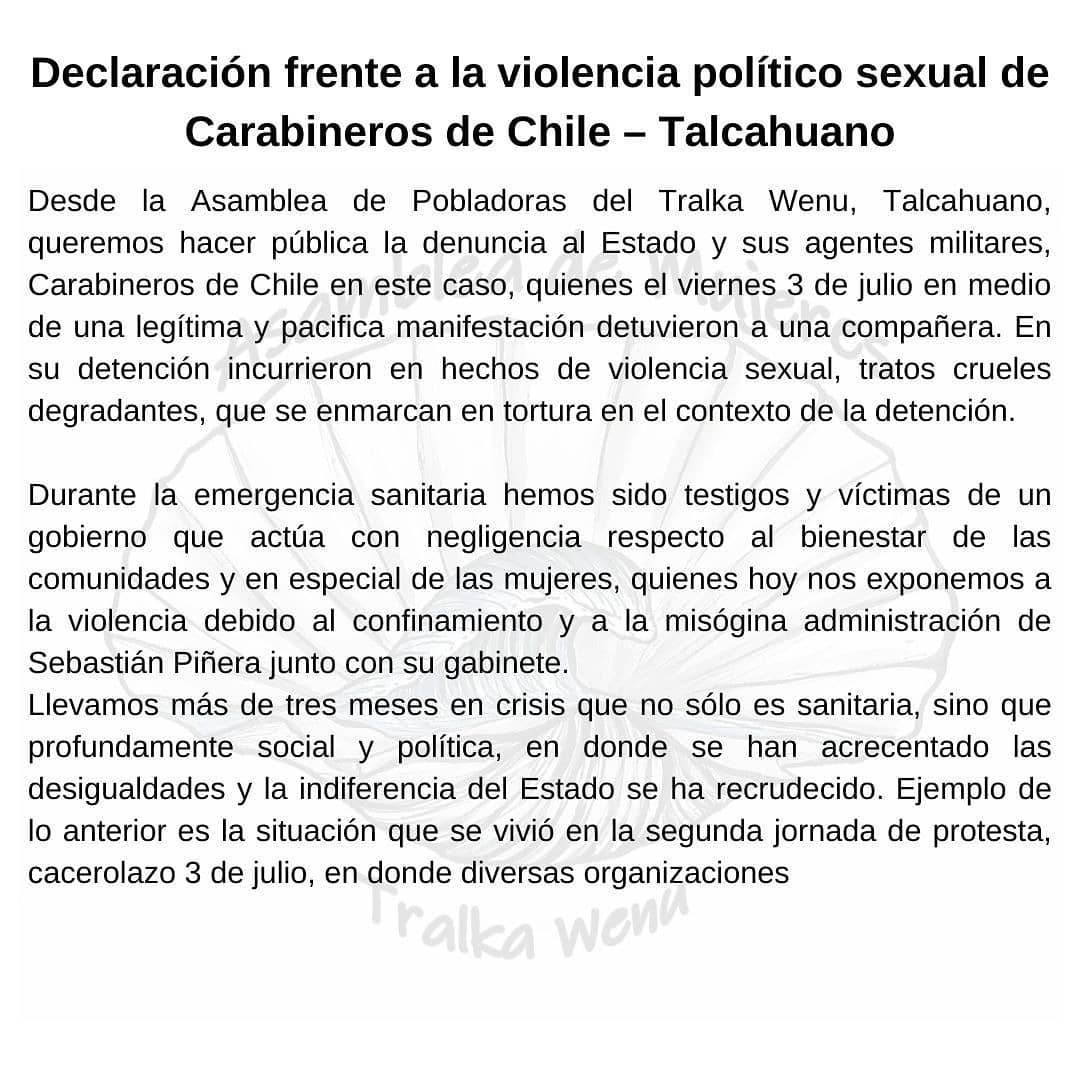 Declaración frente a la violencia político sexual de
Carabineros de Chile – Talcahuano
Desde la Asamblea de Pobladoras del Tralka Wenu, Talcahuano,
queremos hacer pública la denuncia al Estado y sus agentes militares,
Carabineros de Chile en este caso, quienes el viernes 3 de julio en medio
de una legítima y pacifica manifestación detuvieron a una compañera. En
su detención incurrieron en hechos de violencia sexual, tratos crueles
degradantes, que se enmarcan en tortura en el contexto de la detención.
Durante la emergencia sanitaria hemos sido testigos y víctimas de un
gobierno que actúa con negligencia respecto al bienestar de las
comunidades y en especial de las mujeres, quienes hoy nos exponemos a
la violencia debido al confinamiento y a la misógina administración de
Sebastián Piñera junto con su gabinete.
Llevamos más de tres meses en crisis que no sólo es sanitaria, sino que
profundamente social y política, en donde se han acrecentado las
desigualdades y la indiferencia del Estado se ha recrudecido. Ejemplo de
lo anterior es la situación que se vivió en la segunda jornada de protesta,
cacerolazo 3 de julio, en donde diversas organizaciones
Asamblea de Mujeres
Tralka Wenu